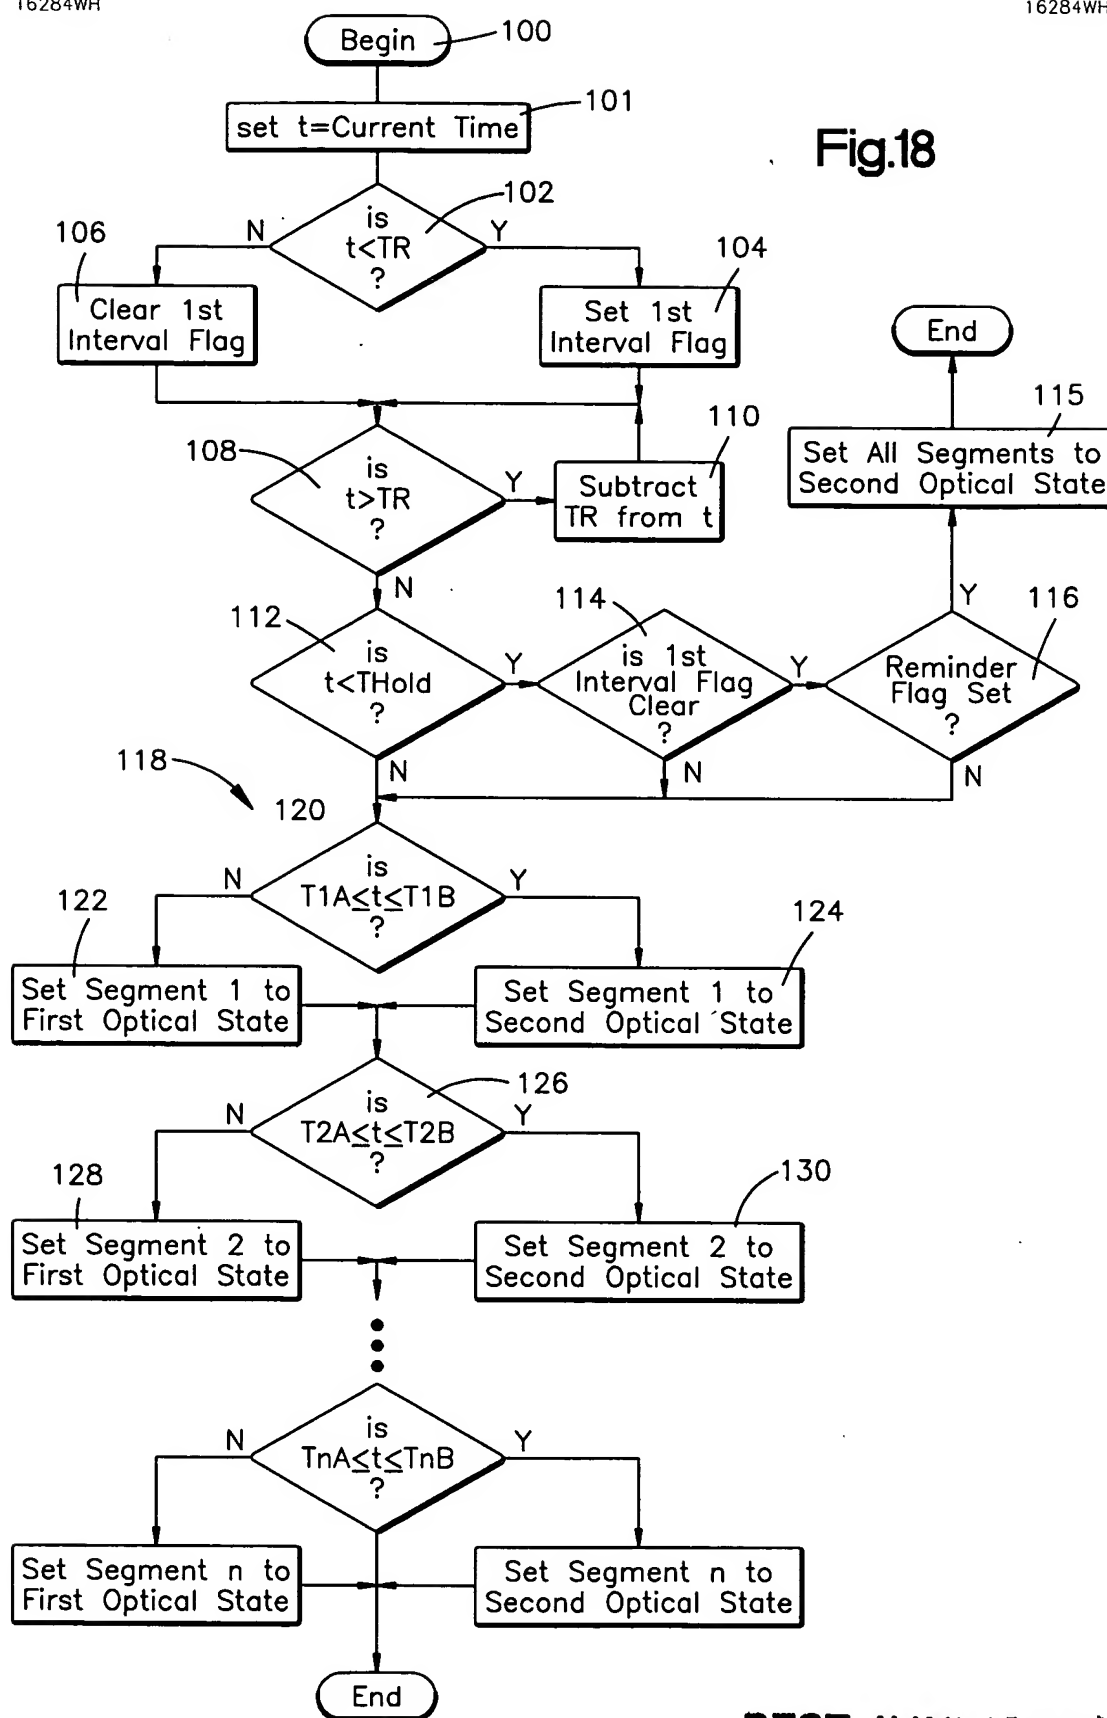 16284WH
16284WH
Begin
100
set t=Current Time
101
Fig.18
is
t<TR
?
102
N
Y
106
Clear 1st
Interval Flag
104
Set 1st
Interval Flag
End
115
Set All Segments to
Second Optical State
108
is
t>TR
?
Y
110
Subtract
TR from t
N
112
is
t<THold
?
Y
114
is 1st
Interval Flag
Clear
?
Y
116
Reminder
Flag Set
?
Y
N
N
N
118
120
is
T1A≤t≤T1B
?
N
Y
122
Set Segment 1 to
First Optical State
124
Set Segment 1 to
Second Optical State
126
is
T2A≤t≤T2B
?
N
Y
128
Set Segment 2 to
First Optical State
130
Set Segment 2 to
Second Optical State
is
TnA≤t≤TnB
?
N
Y
Set Segment n to
First Optical State
Set Segment n to
Second Optical State
End